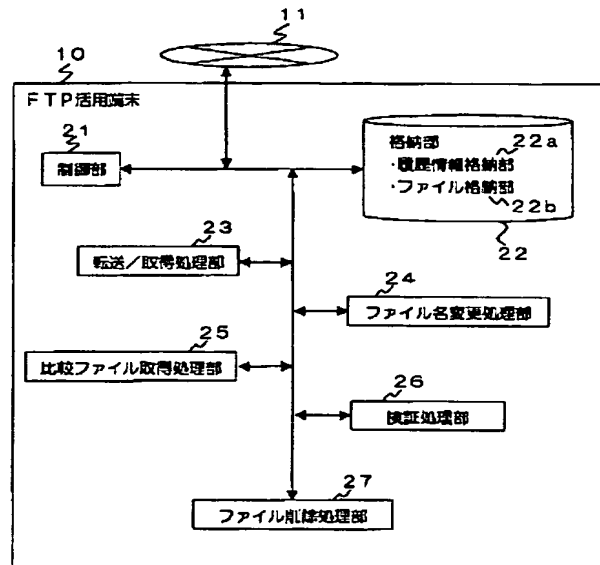 11
10
FTP活用端末
21
制御部
格納部
・履歴情報格納部
22a
・ファイル格納部
22b
22
23
転送／取得処理部
24
ファイル名変更処理部
25
比較ファイル取得処理部
26
検証処理部
27
ファイル削除処理部